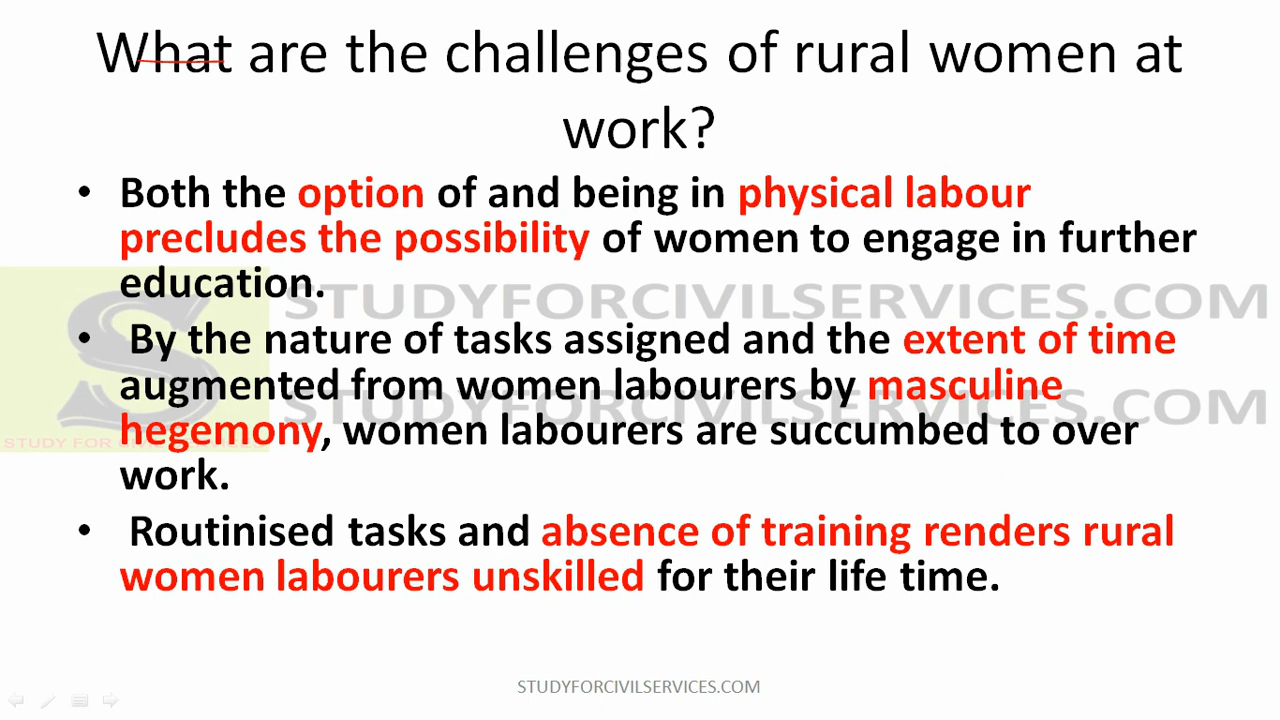 What are the challenges of rural women at
work?
• Both the option of and being in physical labour
precludes the possibility of women to engage in further
education.
STUDYFORCIVILSERVICES.COM
• By the nature of tasks assigned and the extent of time
augmented from women labourers by masculine
STUDYFORCIVILSERVICES.COM
hegemony, women labourers are succumbed to over
STUDY FOR
work.
• Routinised tasks and absence of training renders rural
women labourers unskilled for their life time.
STUDYFORCIVILSERVICES.COM